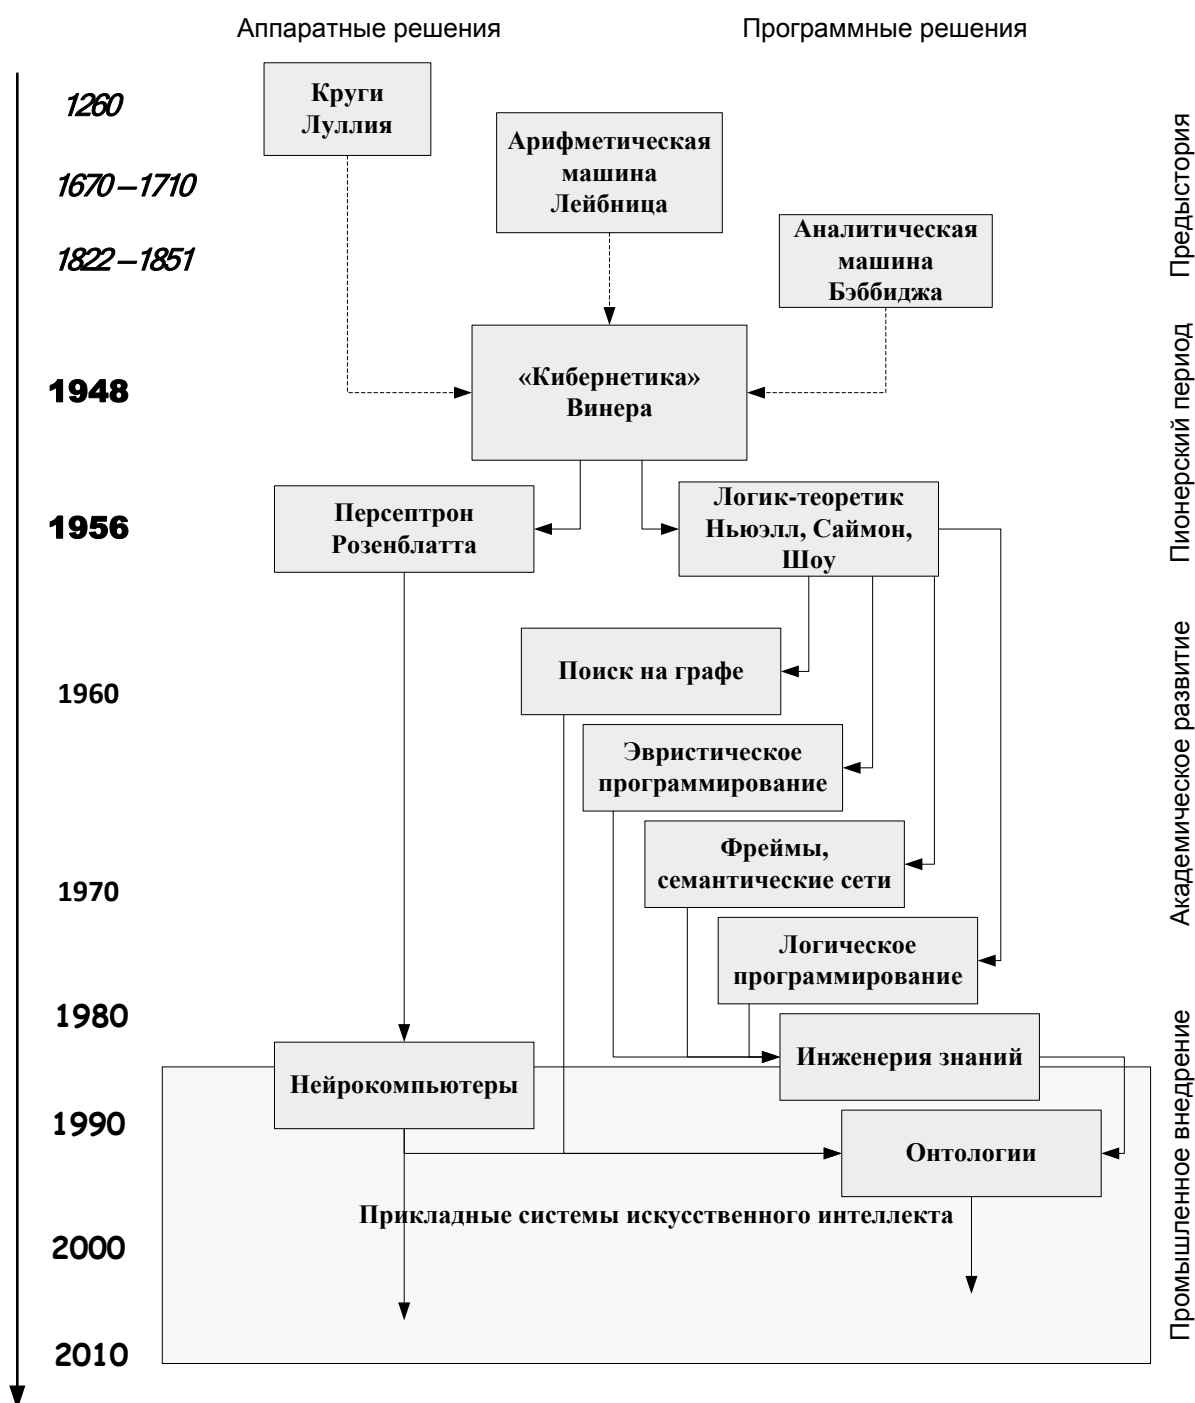 Аппаратные решения
Программные решения
1260
Круги
Луллия
1670 – 1710
Арифметическая
машина
Лейбница
1822 – 1851
Аналитическая
машина
Бэббиджа
Предыстория
1948
«Кибернетика»
Винера
Пионерский период
1956
Персептрон
Розенблатта
Логик-теоретик
Ньюэлл, Саймон,
Шоу
1960
Поиск на графе
Эвристическое
программирование
Академическое развитие
1970
Фреймы,
семантические сети
Логическое
программирование
1980
Инженерия знаний
Нейрокомпьютеры
1990
Онтологии
Промышленное внедрение
Прикладные системы искусственного интеллекта
2000
2010